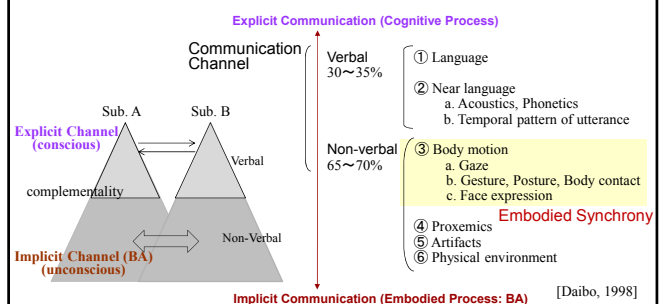 Explicit Communication (Cognitive Process)
Communication
Channel
Verbal
30～35%
① Language
② Near language
a. Acoustics, Phonetics
b. Temporal pattern of utterance
Sub. A
Sub. B
Explicit Channel
(conscious)
Verbal
complementality
Non-Verbal
Implicit Channel (BA)
(unconscious)
Non-verbal
65～70%
③ Body motion
a. Gaze
b. Gesture, Posture, Body contact
c. Face expression
Embodied Synchrony
④ Proxemics
⑤ Artifacts
⑥ Physical environment
[Daibo, 1998]
Implicit Communication (Embodied Process: BA)